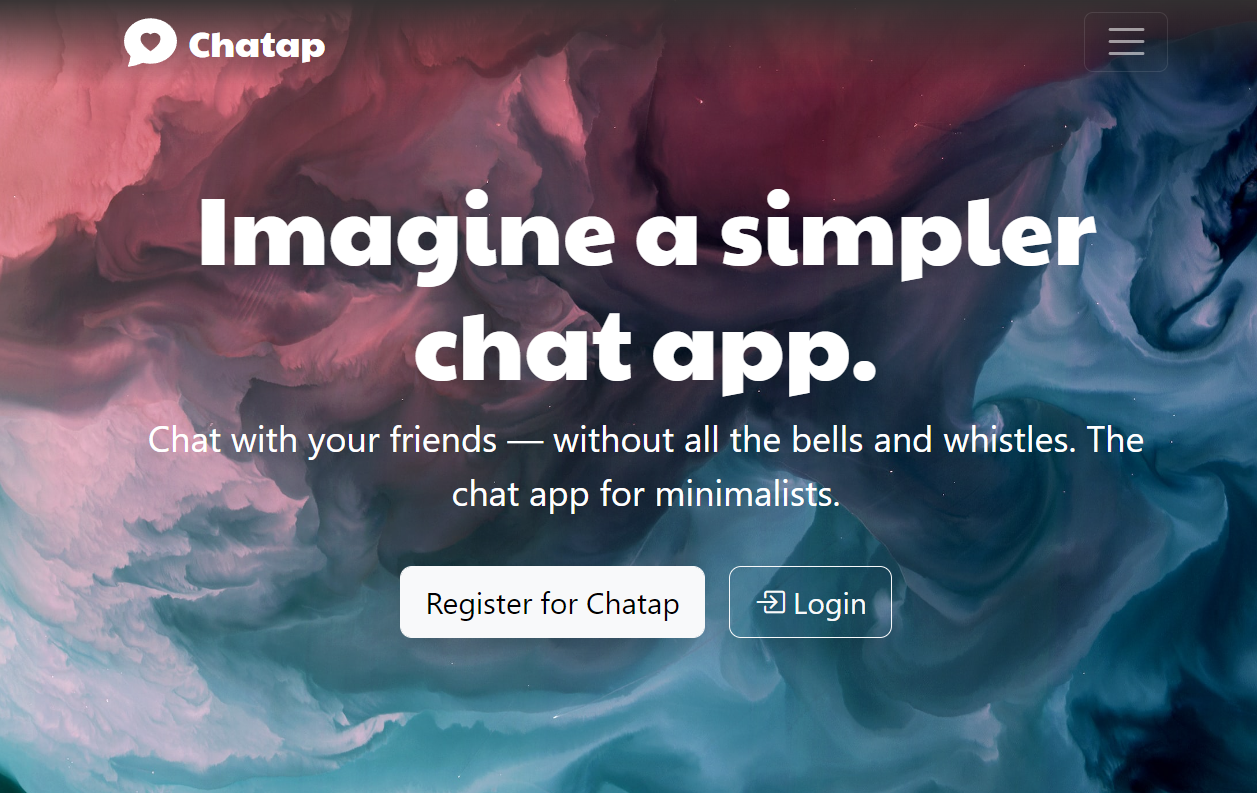 Chatap
Imagine a simpler
chat app.
Chat with your friends — without all the bells and whistles. The
chat app for minimalists.
Register for Chatap
Login